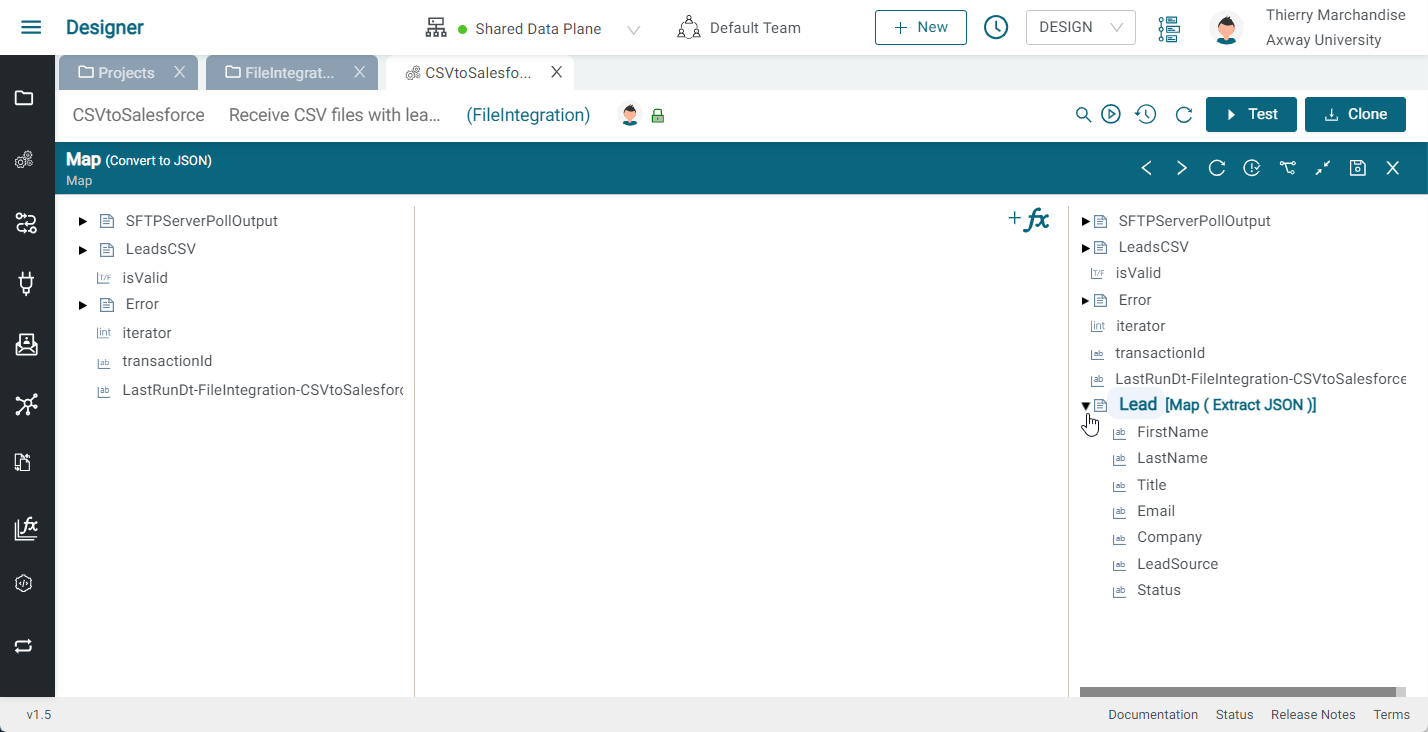 Designer
Shared Data Plane
Default Team
+ New
DESIGN
Thierry Marchandise
Axway University
Projects X
FileIntegrat... X
CSVtoSalesfo... X
CSVtoSalesforce Receive CSV files with lea... (FileIntegration)
Test
Clone
Map (Convert to JSON)
Map
SFTPServerPollOutput
LeadsCSV
T/F isValid
Error
int iterator
ab transactionId
ab LastRunDt-FileIntegration-CSVtoSalesforc
+ fx
SFTPServerPollOutput
LeadsCSV
T/F isValid
Error
int iterator
ab transactionId
ab LastRunDt-FileIntegration-CSVtoSalesforce
Lead [Map ( Extract JSON )]
ab FirstName
ab LastName
ab Title
ab Email
ab Company
ab LeadSource
ab Status
fx
v1.5
Documentation Status Release Notes Terms